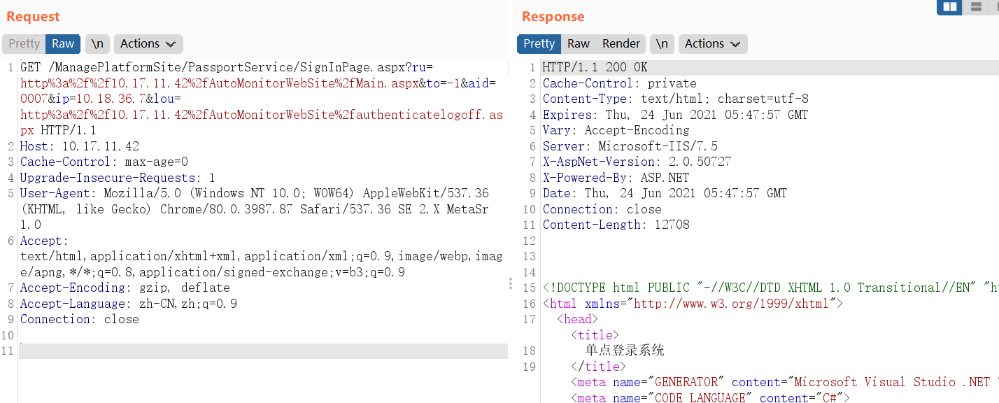 Request
Pretty Raw \n Actions
1 GET /ManagePlatformSite/PassportService/SignInPage.aspx?ru=
http%3a%2f%2f10.17.11.42%2fAutoMonitorWebSite%2fMain.aspx&to=-1&aid=
0007&ip=10.18.36.7&lou=
http%3a%2f%2f10.17.11.42%2fAutoMonitorWebSite%2fauthenticatelogoff.as
px HTTP/1.1
2 Host: 10.17.11.42
3 Cache-Control: max-age=0
4 Upgrade-Insecure-Requests: 1
5 User-Agent: Mozilla/5.0 (Windows NT 10.0; WOW64) AppleWebKit/537.36
(KHTML, like Gecko) Chrome/80.0.3987.87 Safari/537.36 SE 2.X MetaSr
1.0
6 Accept:
text/html,application/xhtml+xml,application/xml;q=0.9,image/webp,imag
e/apng,*/*;q=0.8,application/signed-exchange;v=b3;q=0.9
7 Accept-Encoding: gzip, deflate
8 Accept-Language: zh-CN,zh;q=0.9
9 Connection: close
10
11
Response
Pretty Raw Render \n Actions
1 HTTP/1.1 200 OK
2 Cache-Control: private
3 Content-Type: text/html; charset=utf-8
4 Expires: Thu, 24 Jun 2021 05:47:57 GMT
5 Vary: Accept-Encoding
6 Server: Microsoft-IIS/7.5
7 X-AspNet-Version: 2.0.50727
8 X-Powered-By: ASP.NET
9 Date: Thu, 24 Jun 2021 05:47:57 GMT
10 Connection: close
11 Content-Length: 12708
12
13
14
15 <!DOCTYPE html PUBLIC "-//W3C//DTD XHTML 1.0 Transitional//EN" "ht
16 <html xmlns="http://www.w3.org/1999/xhtml">
17 <head>
<title>
18 单点登录系统
19 </title>
<meta name="GENERATOR" content="Microsoft Visual Studio .NET
<meta name="CODE_LANGUAGE" content="C#">